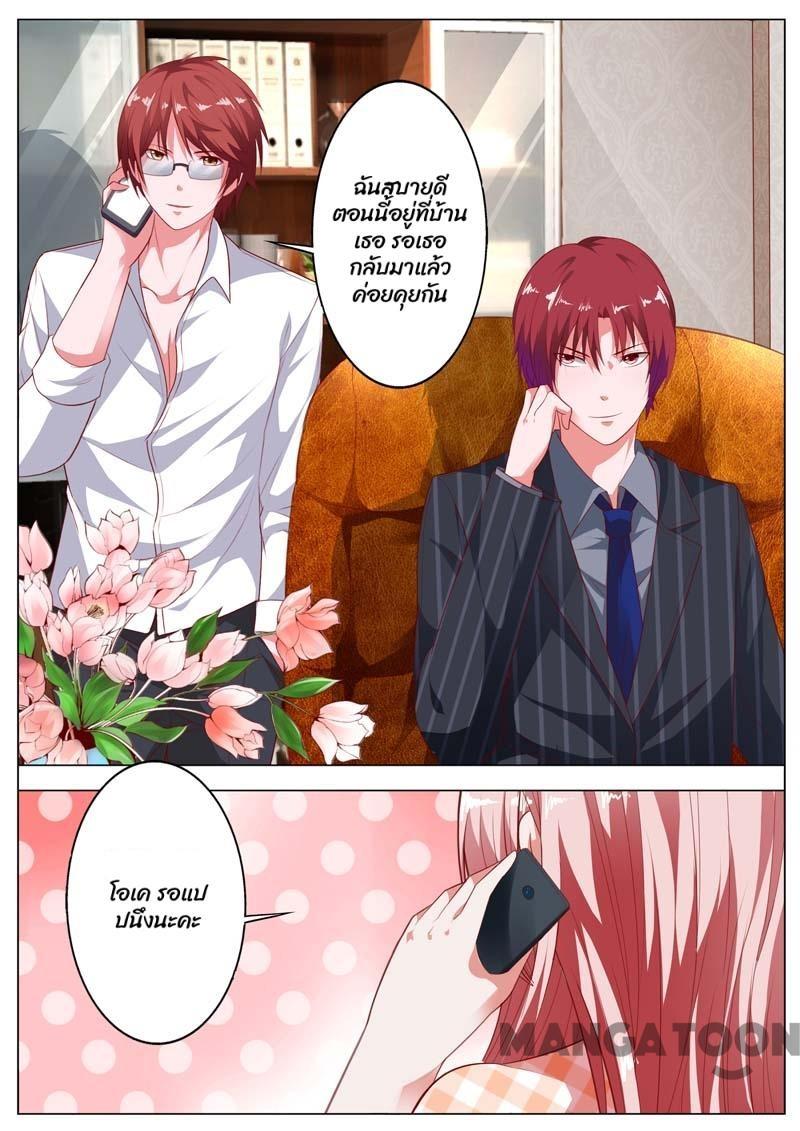 ฉันสบายดี
ตอนนี้อยู่ที่บ้าน
เธอ รอเธอ
กลับมาแล้ว
ค่อยคุยกัน
โอเค รอแป
ปนึงนะคะ
MANGATOON